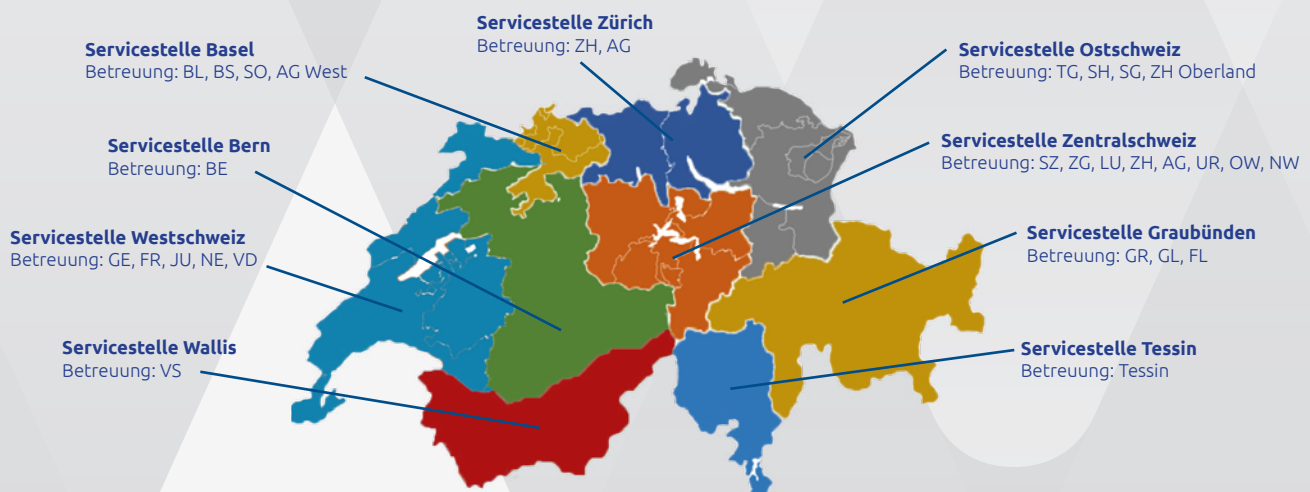 Servicestelle Zürich
Betreuung: ZH, AG
Servicestelle Basel
Betreuung: BL, BS, SO, AG West
Servicestelle Ostschweiz
Betreuung: TG, SH, SG, ZH Oberland
Servicestelle Bern
Betreuung: BE
Servicestelle Zentralschweiz
Betreuung: SZ, ZG, LU, ZH, AG, UR, OW, NW
Servicestelle Westschweiz
Betreuung: GE, FR, JU, NE, VD
Servicestelle Graubünden
Betreuung: GR, GL, FL
Servicestelle Wallis
Betreuung: VS
Servicestelle Tessin
Betreuung: Tessin